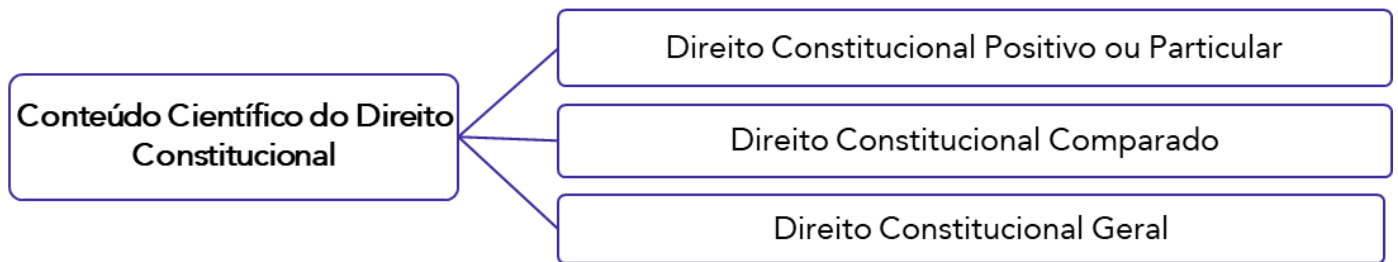 Conteúdo Científico do Direito
Constitucional
Direito Constitucional Positivo ou Particular
Direito Constitucional Comparado
Direito Constitucional Geral